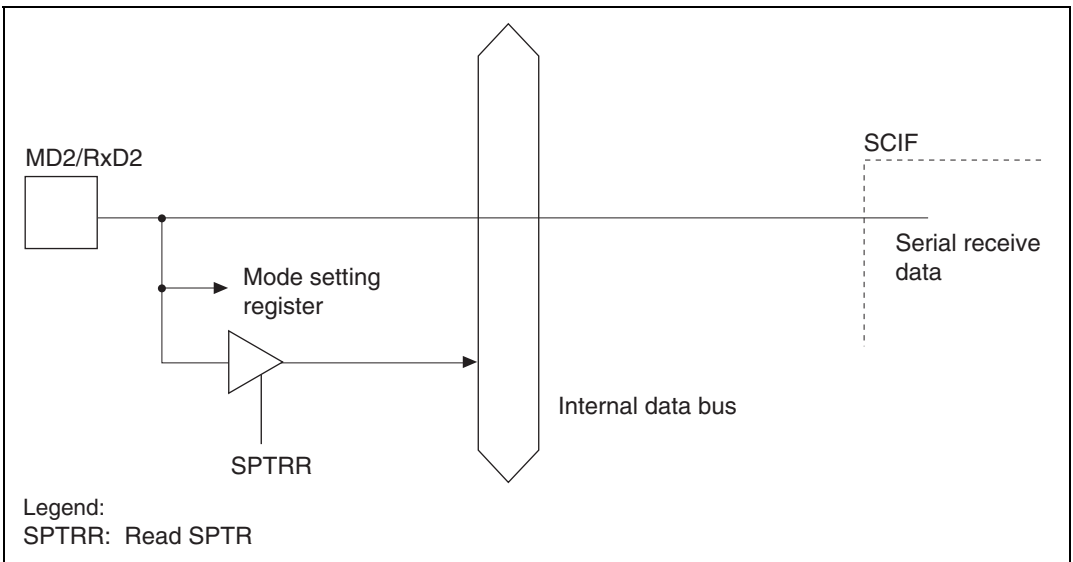 MD2/RxD2
SCIF
Serial receive
data
Mode setting
register
Internal data bus
SPTRR
Legend:
SPTRR: Read SPTR